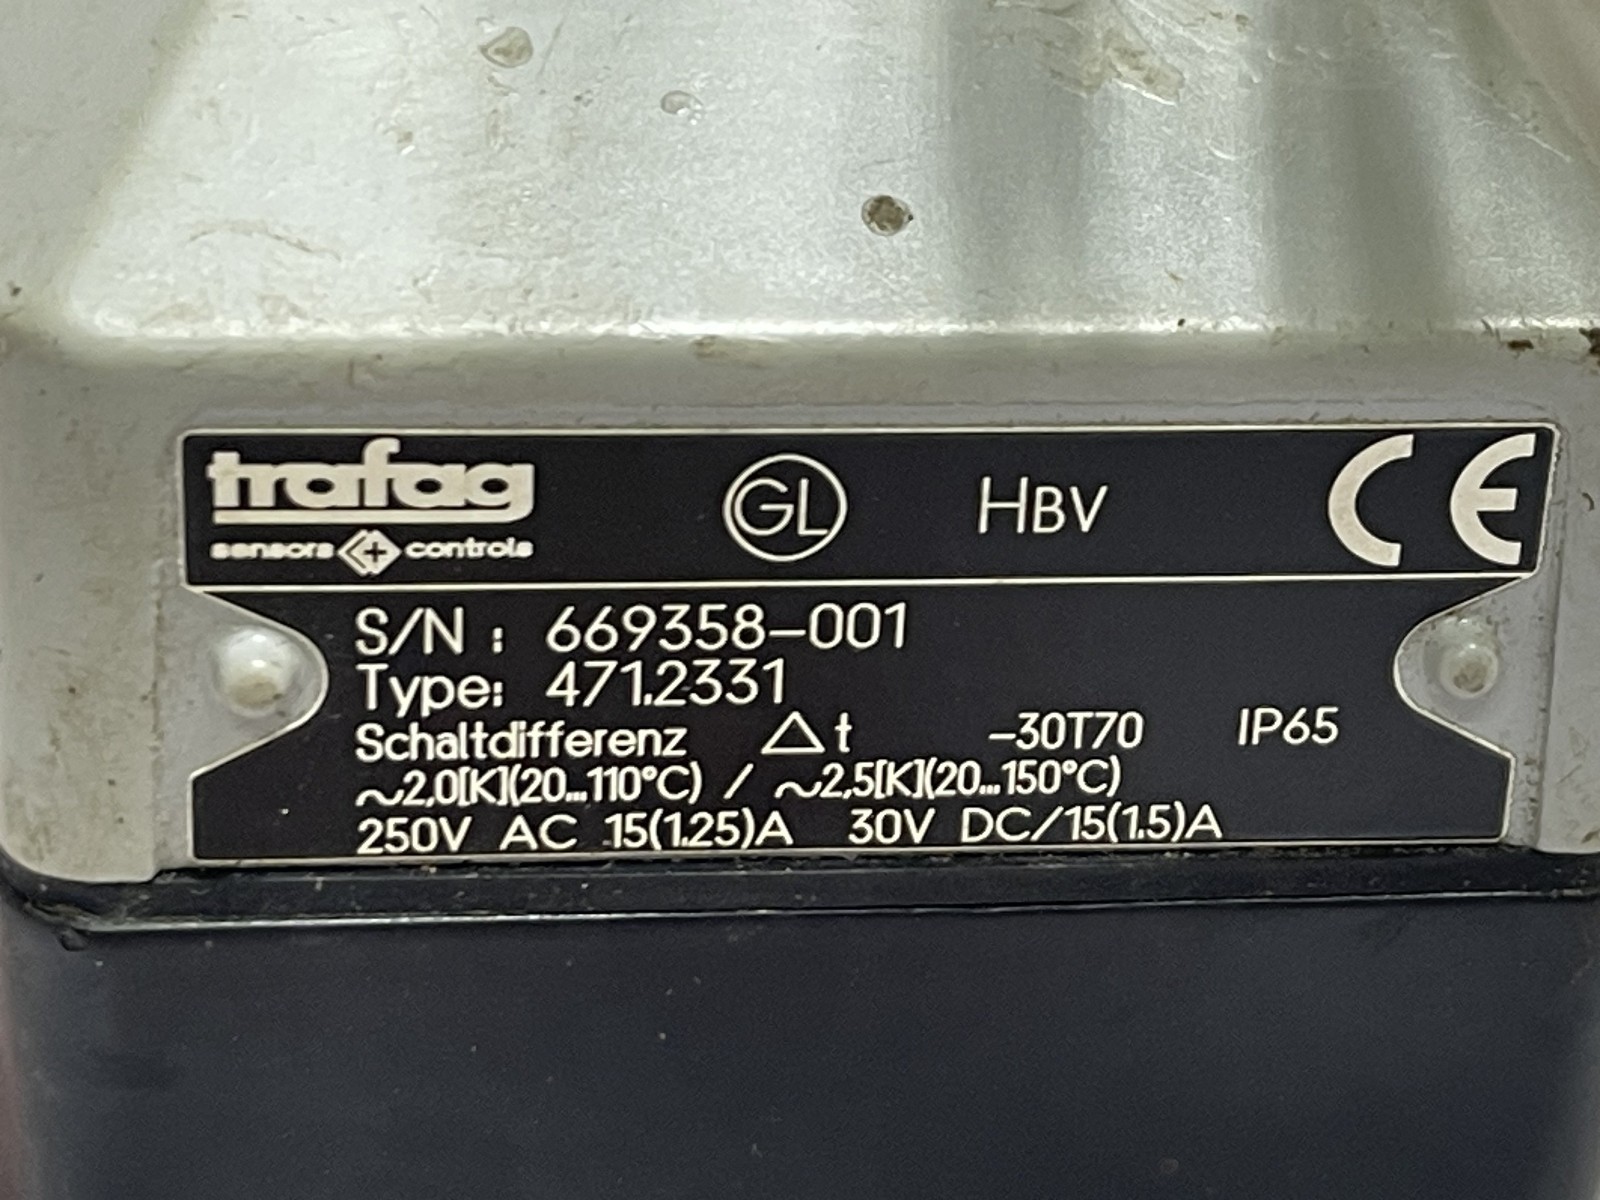 trafag
sensors + controls
GL HBV CE
S/N : 669358-001
Type: 471.2331
Schaltdifferenz △t -30T70 IP65
~2,0[K](20...110°C) / ~2,5[K](20...150°C)
250V AC 15(1.25)A 30V DC/15(1.5)A